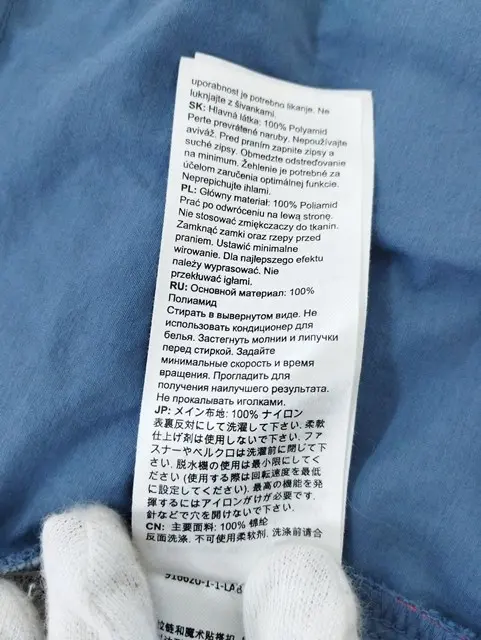 uporabnost je potrebno likanje. Ne
luknjajte z šivankami.
SK: Hlavná látka: 100% Polyamid
Perte prevrátené naruby. Nepoužívajte
aviváž. Pred praním zapnite zipsy a
suché zipsy. Obmedzte odstreďovanie
na minimum. Žehlenie je potrebné za
účelom zaručenia optimálnej funkcie.
Neprepichujte ihlami.
PL: Główny materiał: 100% Poliamid
Prać po odwróceniu na lewą stronę.
Nie stosować zmiękczaczy do tkanin.
Zamknąć zamki oraz rzepy przed
praniem. Ustawić minimalne
wirowanie. Dla najlepszego efektu
należy wyprasować. Nie
przekłuwać igłami.
RU: Основной материал: 100%
Полиамид
Стирать в вывернутом виде. Не
использовать кондиционер для
белья. Застегнуть молнии и липучки
перед стиркой. Задайте
минимальные скорость и время
вращения. Прогладить для
получения наилучшего результата.
Не прокалывать иголками.
JP: メイン布地: 100% ナイロン
表裏反対にして洗濯して下さい. 柔軟
仕上げ剤は使用しないで下さい. ファ
スナーやベルクロは洗濯前に閉じて下
さい. 脱水機の使用は最小限にしてく
ださい (使用する際は回転速度を最低
に設定してください). 最高の機能を発
揮するにはアイロンがけが必要です.
針などで穴を開けないで下さい.
CN: 主要面料: 100% 锦纶
反面洗涤. 不可使用柔软剂. 洗涤前请合
拉链和魔术贴搭扣